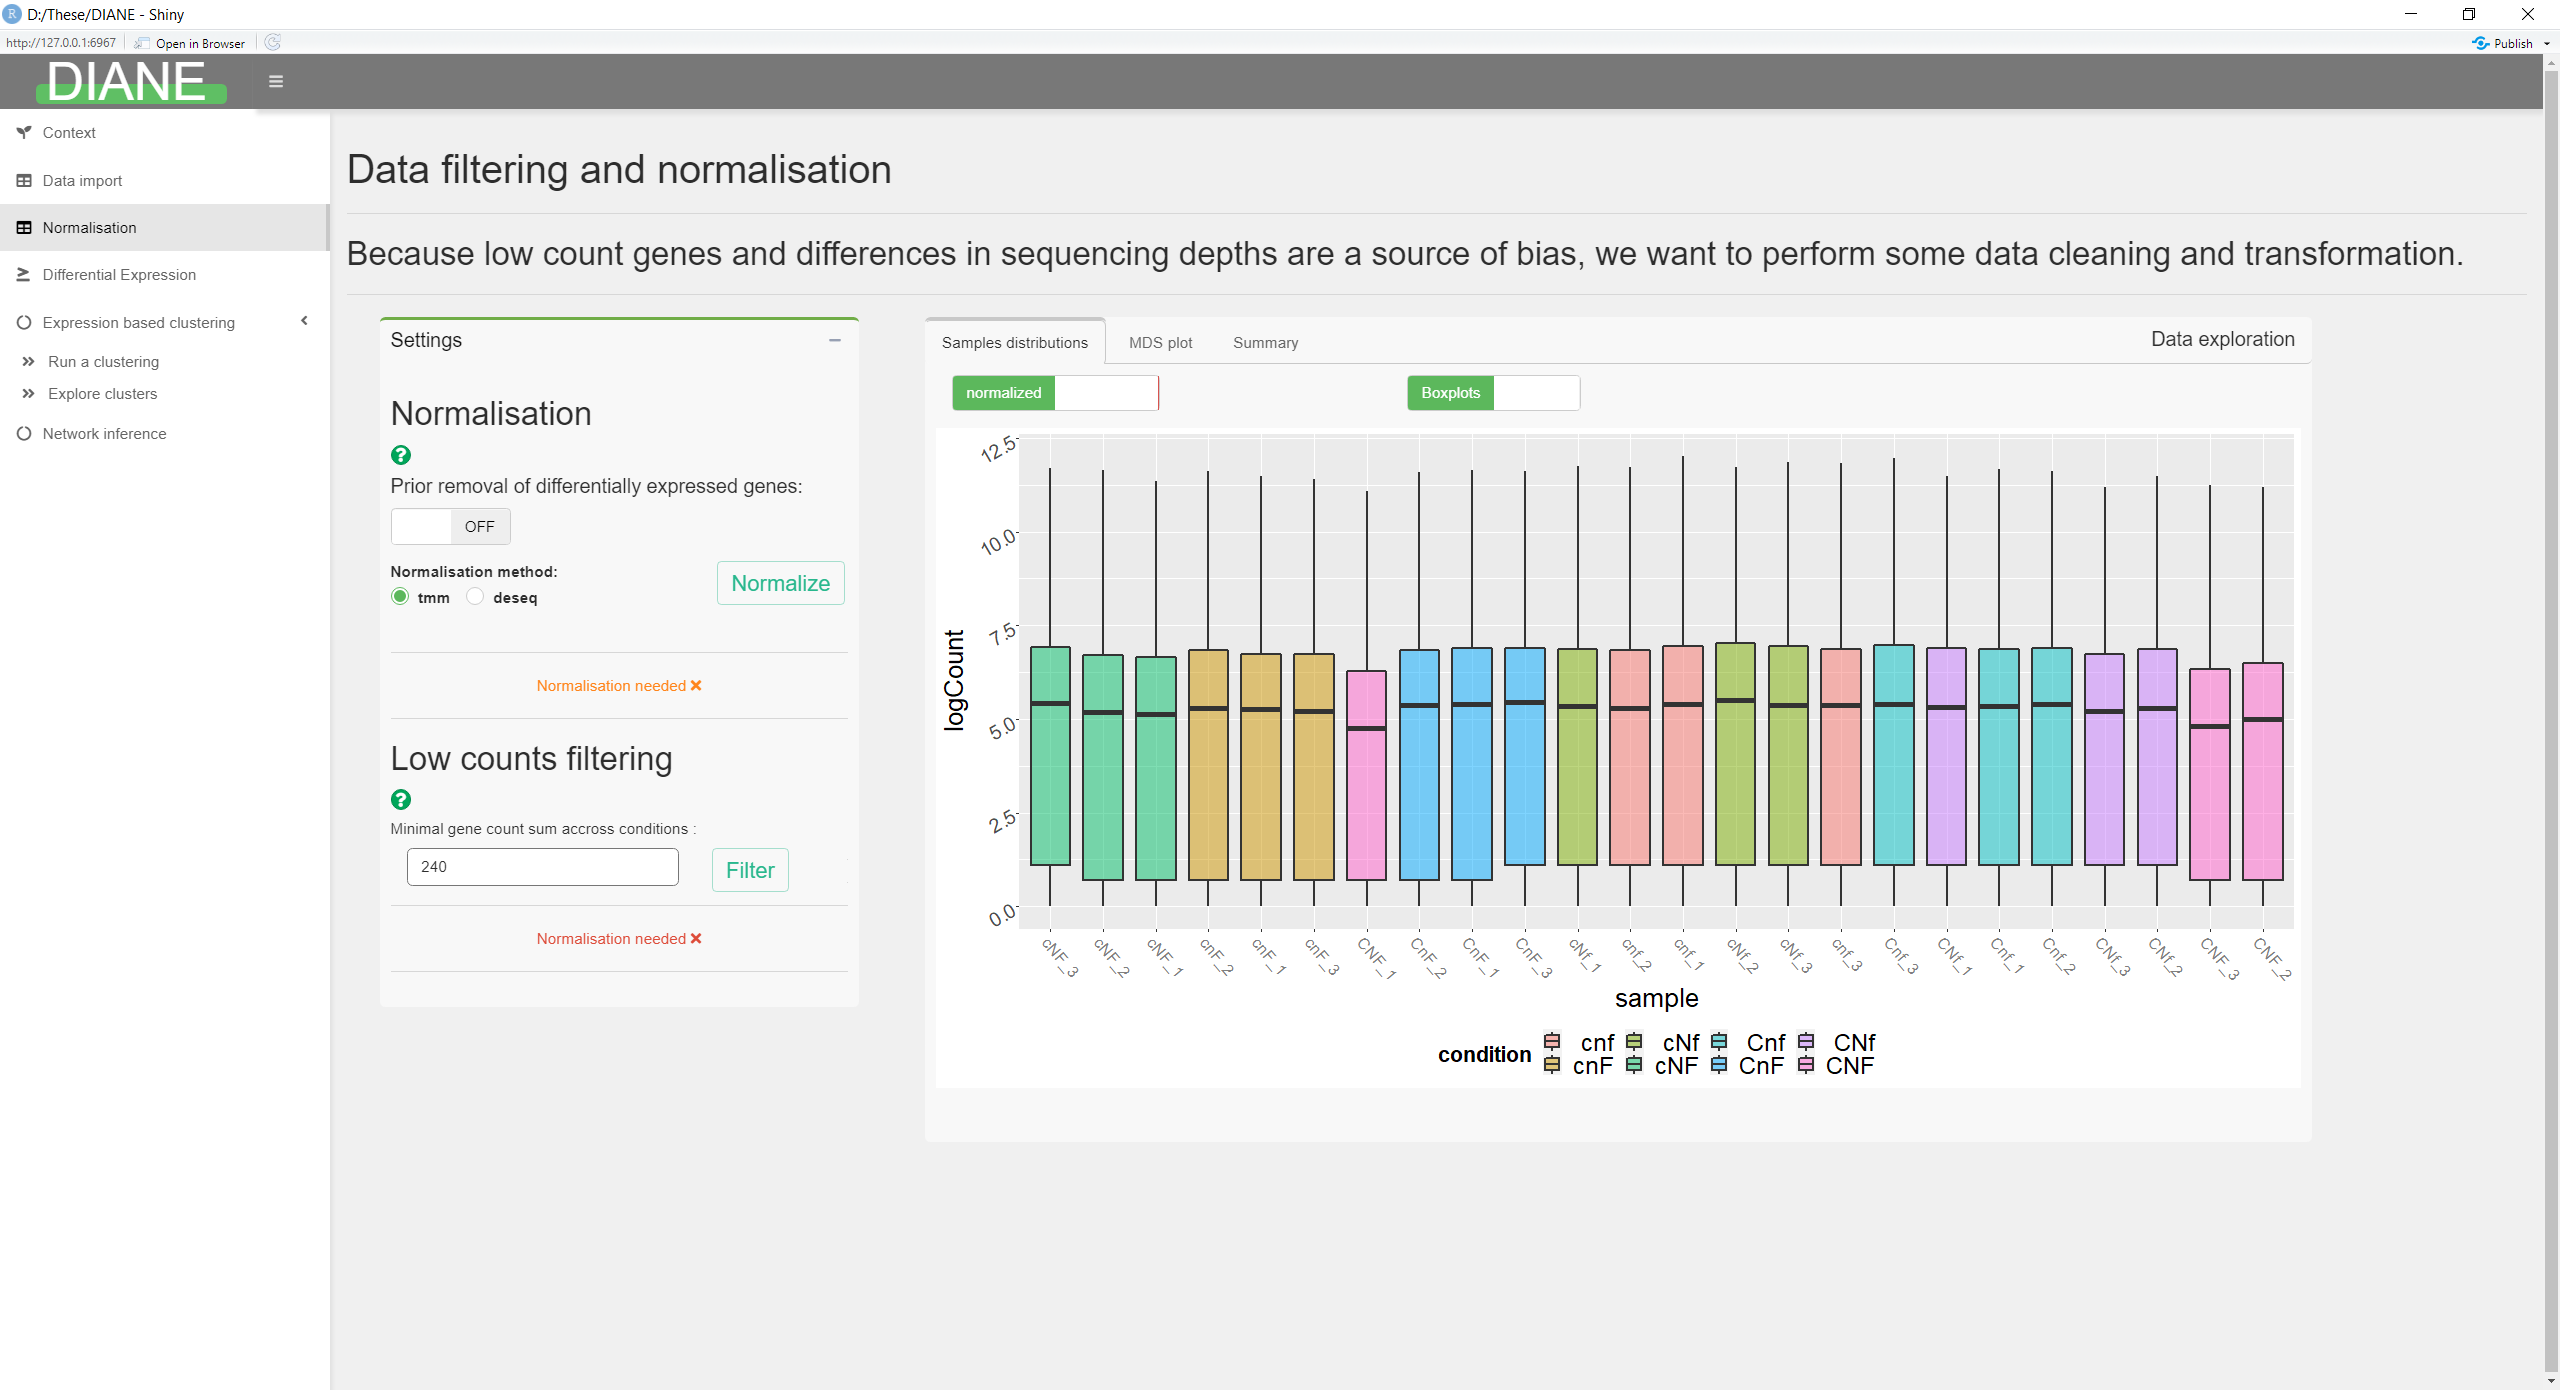 D:/These/DIANE - Shiny
http://127.0.0.1:6967 Open in Browser Publish
DIANE
Context
Data import
Normalisation
Differential Expression
Expression based clustering
Run a clustering
Explore clusters
Network inference
Data filtering and normalisation
Because low count genes and differences in sequencing depths are a source of bias, we want to perform some data cleaning and transformation.
Settings
Normalisation
Prior removal of differentially expressed genes:
OFF
Normalisation method:
tmm deseq
Normalize
Normalisation needed
Low counts filtering
Minimal gene count sum accross conditions :
240
Filter
Normalisation needed
Samples distributions MDS plot Summary Data exploration
normalized Boxplots
logCount
12.5
10.0
7.5
5.0
2.5
0.0
cNF_3 cNF_2 cNF_1 cnF_2 cnF_1 cnF_3 CNF_1 CnF_2 CnF_1 CnF_3 cNf_1 cnf_2 cnf_1 cNf_2 cNf_3 cnf_3 Cnf_3 CNf_1 Cnf_1 Cnf_2 CNf_3 CNf_2 CNF_3 CNF_2
sample
condition
cnf cNf Cnf CNf
cnF cNF CnF CNF